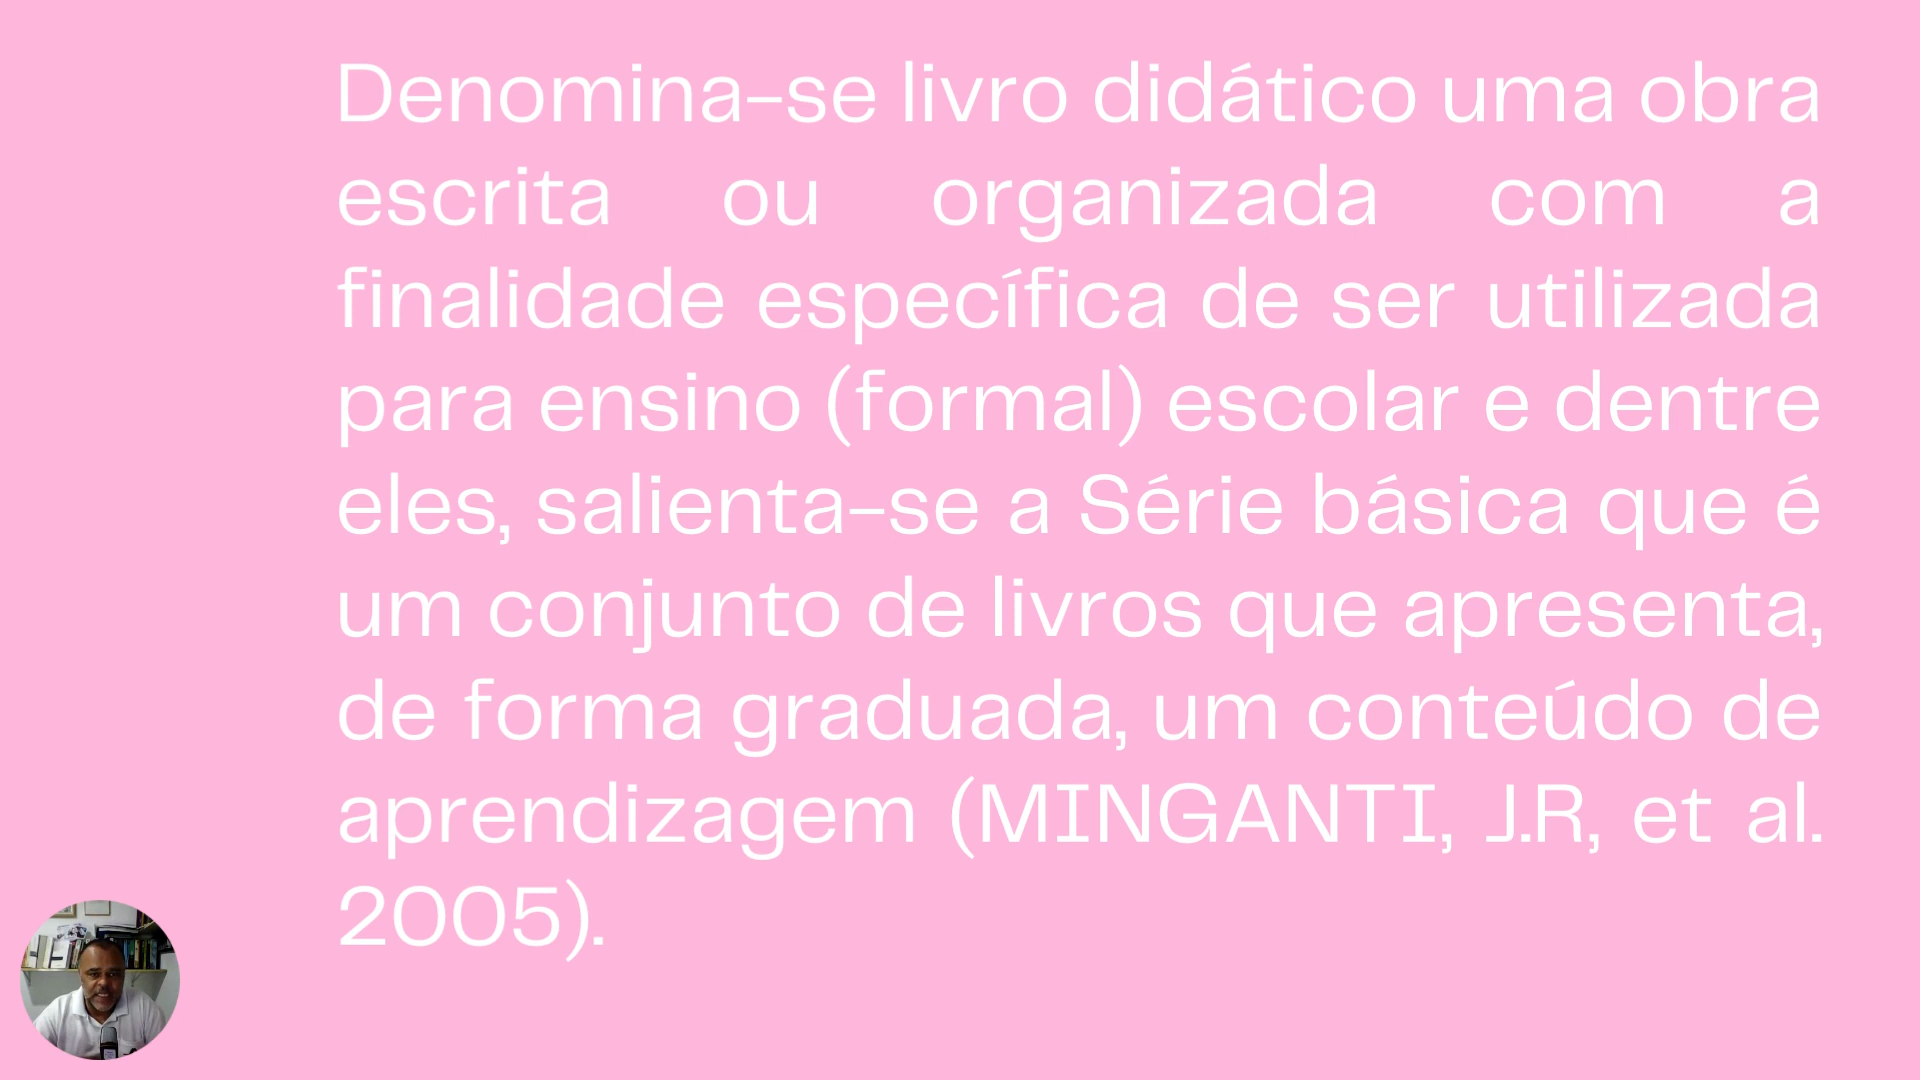 Denomina-se livro didático uma obra
escrita ou organizada com a
finalidade específica de ser utilizada
para ensino (formal) escolar e dentre
eles, salienta-se a Série básica que é
um conjunto de livros que apresenta,
de forma graduada, um conteúdo de
aprendizagem (MINGANTI, J.R, et al.
2005).